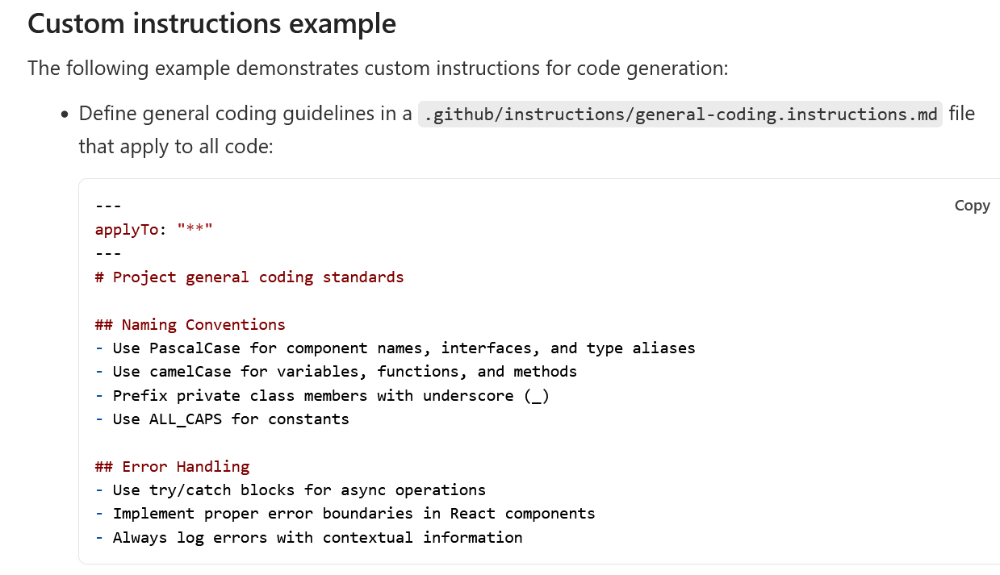 Custom instructions example
The following example demonstrates custom instructions for code generation:
• Define general coding guidelines in a .github/instructions/general-coding.instructions.md file
that apply to all code:
---
Copy
applyTo: "**"
---
# Project general coding standards
## Naming Conventions
- Use PascalCase for component names, interfaces, and type aliases
- Use camelCase for variables, functions, and methods
- Prefix private class members with underscore (_)
- Use ALL_CAPS for constants
## Error Handling
- Use try/catch blocks for async operations
- Implement proper error boundaries in React components
- Always log errors with contextual information